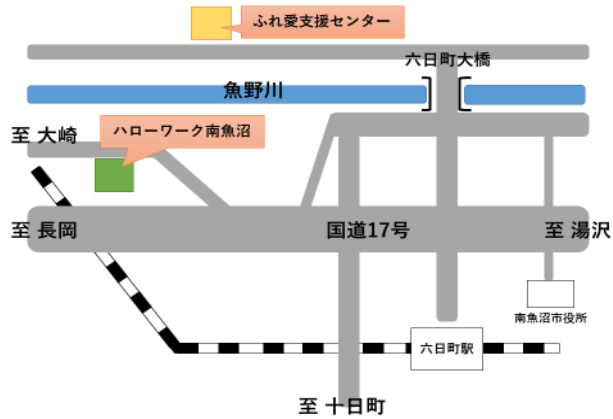 ふれ愛支援センター
六日町大橋
魚野川
至 大崎
ハローワーク南魚沼
至 長岡
国道17号
至 湯沢
南魚沼市役所
六日町駅
至 十日町